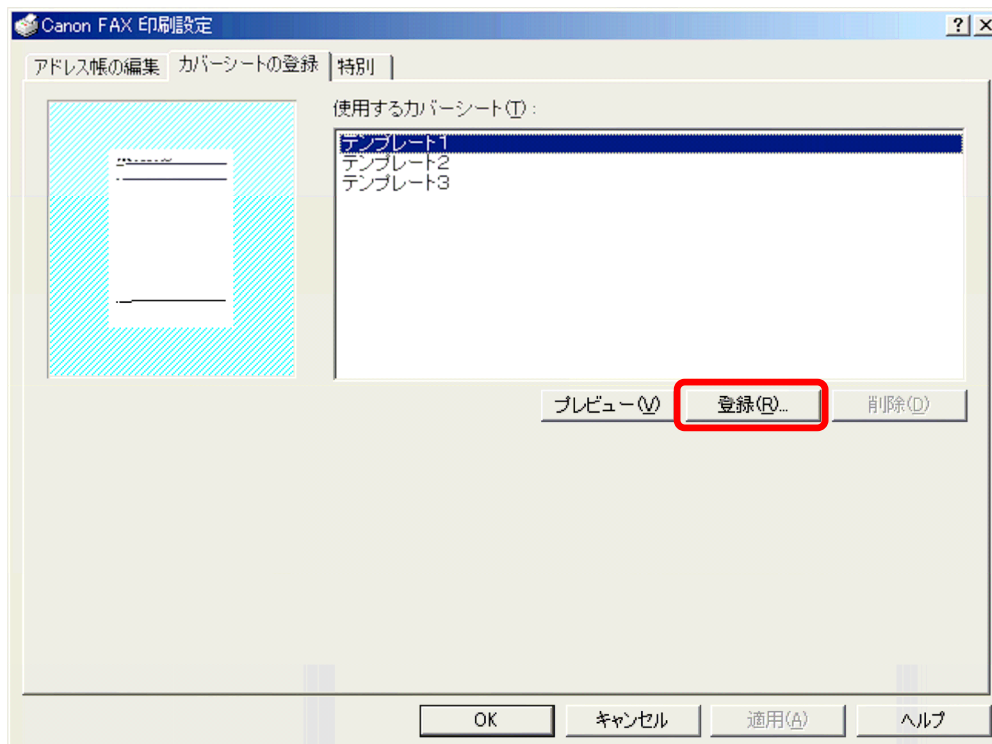 Canon FAX 印刷設定
アドレス帳の編集 カバーシートの登録 特別
使用するカバーシート(T):
テンプレート1
テンプレート2
テンプレート3
プレビュー(V) 登録(R)... 削除(D)
OK キャンセル 適用(A) ヘルプ